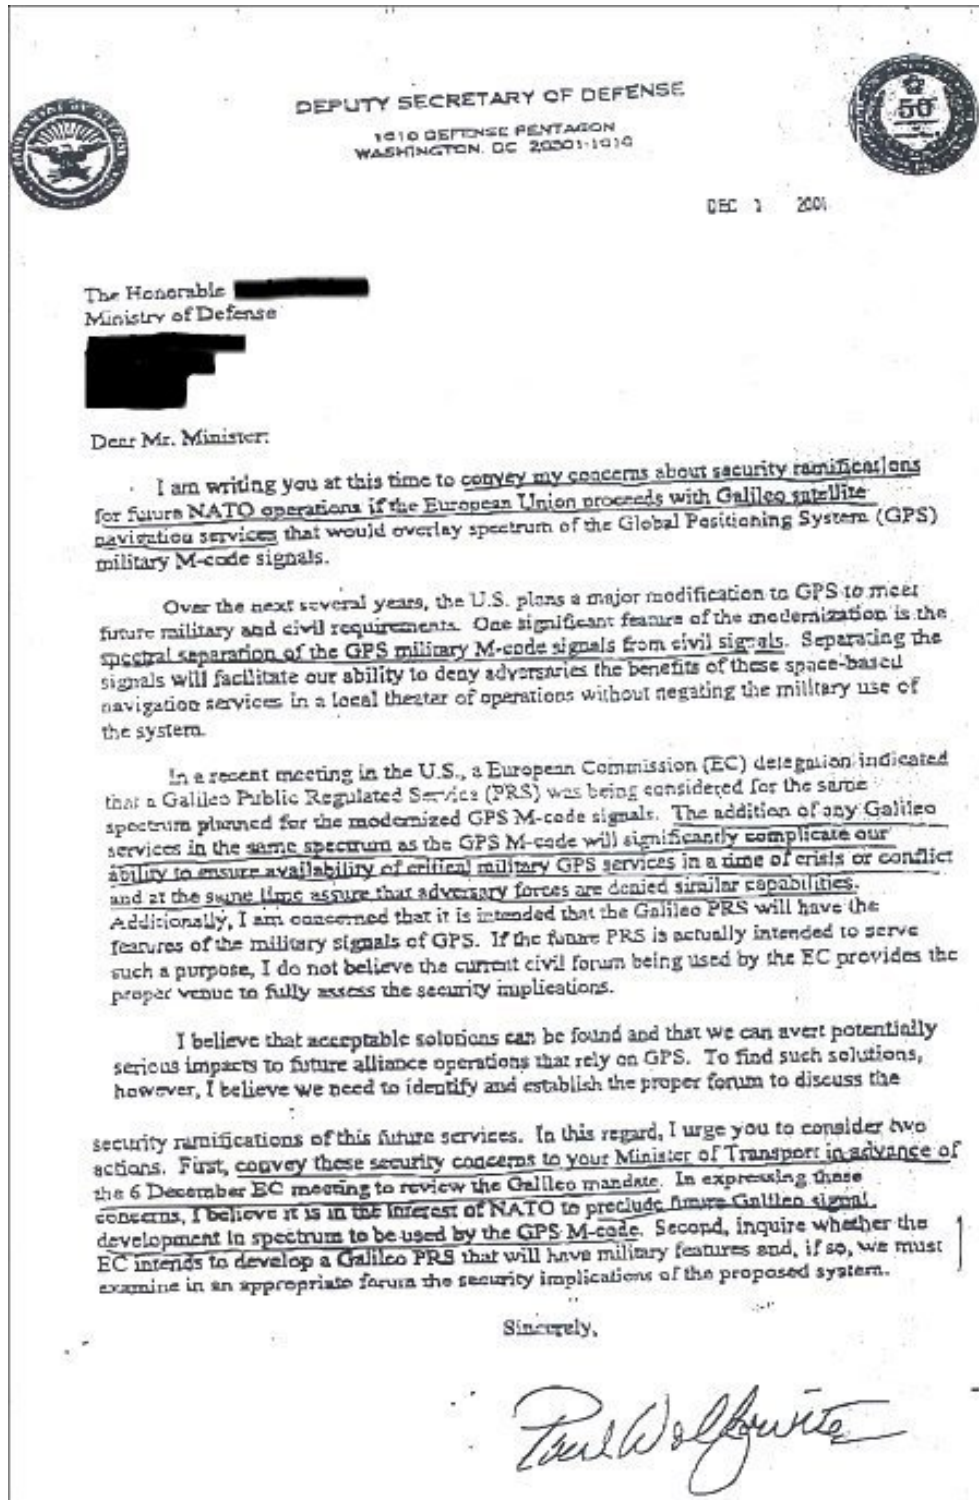 DEPUTY SECRETARY OF DEFENSE
1010 DEFENSE PENTAGON
WASHINGTON, DC 20301-1010
50
DEC 1 2001
The Honorable
Ministry of Defense
Dear Mr. Minister:
I am writing you at this time to convey my concerns about security ramifications
for future NATO operations if the European Union proceeds with Galileo satellite
navigation services that would overlay spectrum of the Global Positioning System (GPS)
military M-code signals.
Over the next several years, the U.S. plans a major modification to GPS to meet
future military and civil requirements. One significant feature of the modernization is the
spectral separation of the GPS military M-code signals from civil signals. Separating the
signals will facilitate our ability to deny adversaries the benefits of these space-based
navigation services in a local theater of operations without negating the military use of
the system.
In a recent meeting in the U.S., a European Commission (EC) delegation indicated
that a Galileo Public Regulated Service (PRS) was being considered for the same
spectrum planned for the modernized GPS M-code signals. The addition of any Galileo
services in the same spectrum as the GPS M-code will significantly complicate our
ability to ensure availability of critical military GPS services in a time of crisis or conflict
and at the same time assure that adversary forces are denied similar capabilities.
Additionally, I am concerned that it is intended that the Galileo PRS will have the
features of the military signals of GPS. If the future PRS is actually intended to serve
such a purpose, I do not believe the current civil forum being used by the EC provides the
proper venue to fully assess the security implications.
I believe that acceptable solutions can be found and that we can avert potentially
serious impacts to future alliance operations that rely on GPS. To find such solutions,
however, I believe we need to identify and establish the proper forum to discuss the
security ramifications of this future services. In this regard, I urge you to consider two
actions. First, convey these security concerns to your Minister of Transport in advance of
the 6 December EC meeting to review the Galileo mandate. In expressing these
concerns, I believe it is in the interest of NATO to preclude future Galileo signal
development in spectrum to be used by the GPS M-code. Second, inquire whether the
EC intends to develop a Galileo PRS that will have military features and, if so, we must
examine in an appropriate forum the security implications of the proposed system.
Sincerely,
Paul Wolfowitz